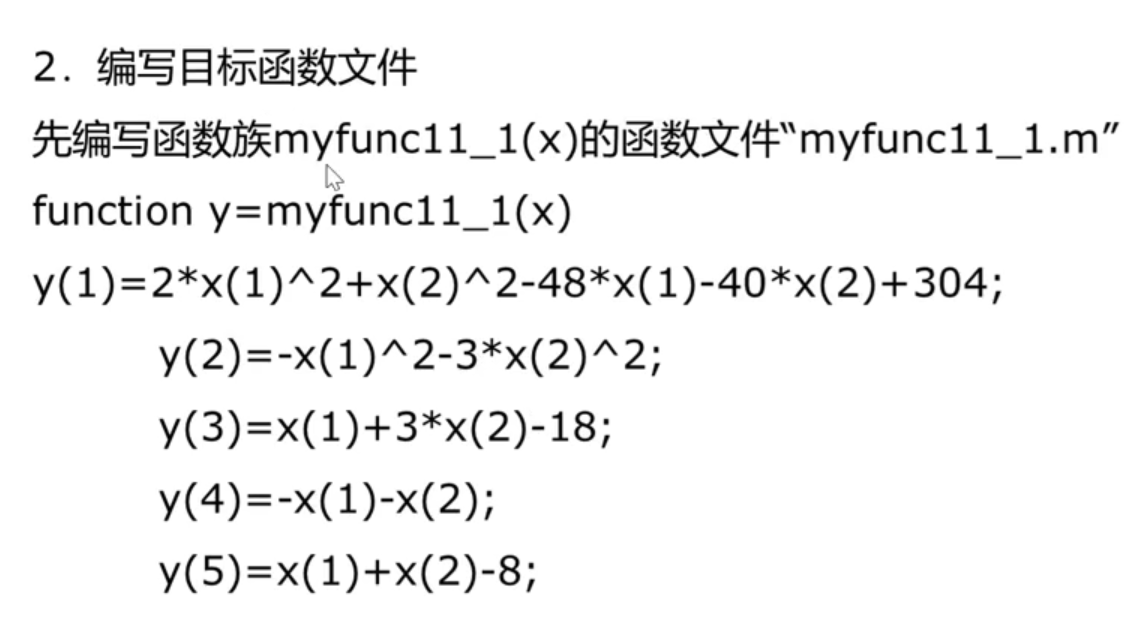 2. 编写目标函数文件
先编写函数族myfunc11_1(x)的函数文件“myfunc11_1.m”
function y=myfunc11_1(x)
y(1)=2*x(1)^2+x(2)^2-48*x(1)-40*x(2)+304;
y(2)=-x(1)^2-3*x(2)^2;
y(3)=x(1)+3*x(2)-18;
y(4)=-x(1)-x(2);
y(5)=x(1)+x(2)-8;